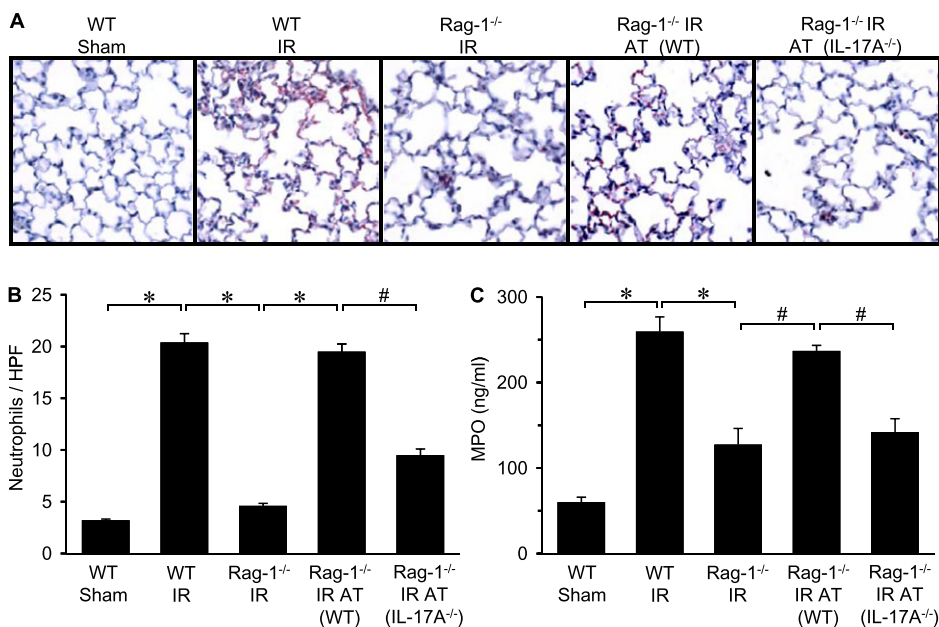 A
WT Sham
WT IR
Rag-1-/- IR
Rag-1-/- IR AT (WT)
Rag-1-/- IR AT (IL-17A-/-)
B
25
20
15
10
5
0
Neutrophils / HPF
* * * #
WT Sham
WT IR
Rag-1-/- IR
Rag-1-/- IR AT (WT)
Rag-1-/- IR AT (IL-17A-/-)
C
300
200
100
0
MPO (ng/ml)
* * # #
WT Sham
WT IR
Rag-1-/- IR
Rag-1-/- IR AT (WT)
Rag-1-/- IR AT (IL-17A-/-)